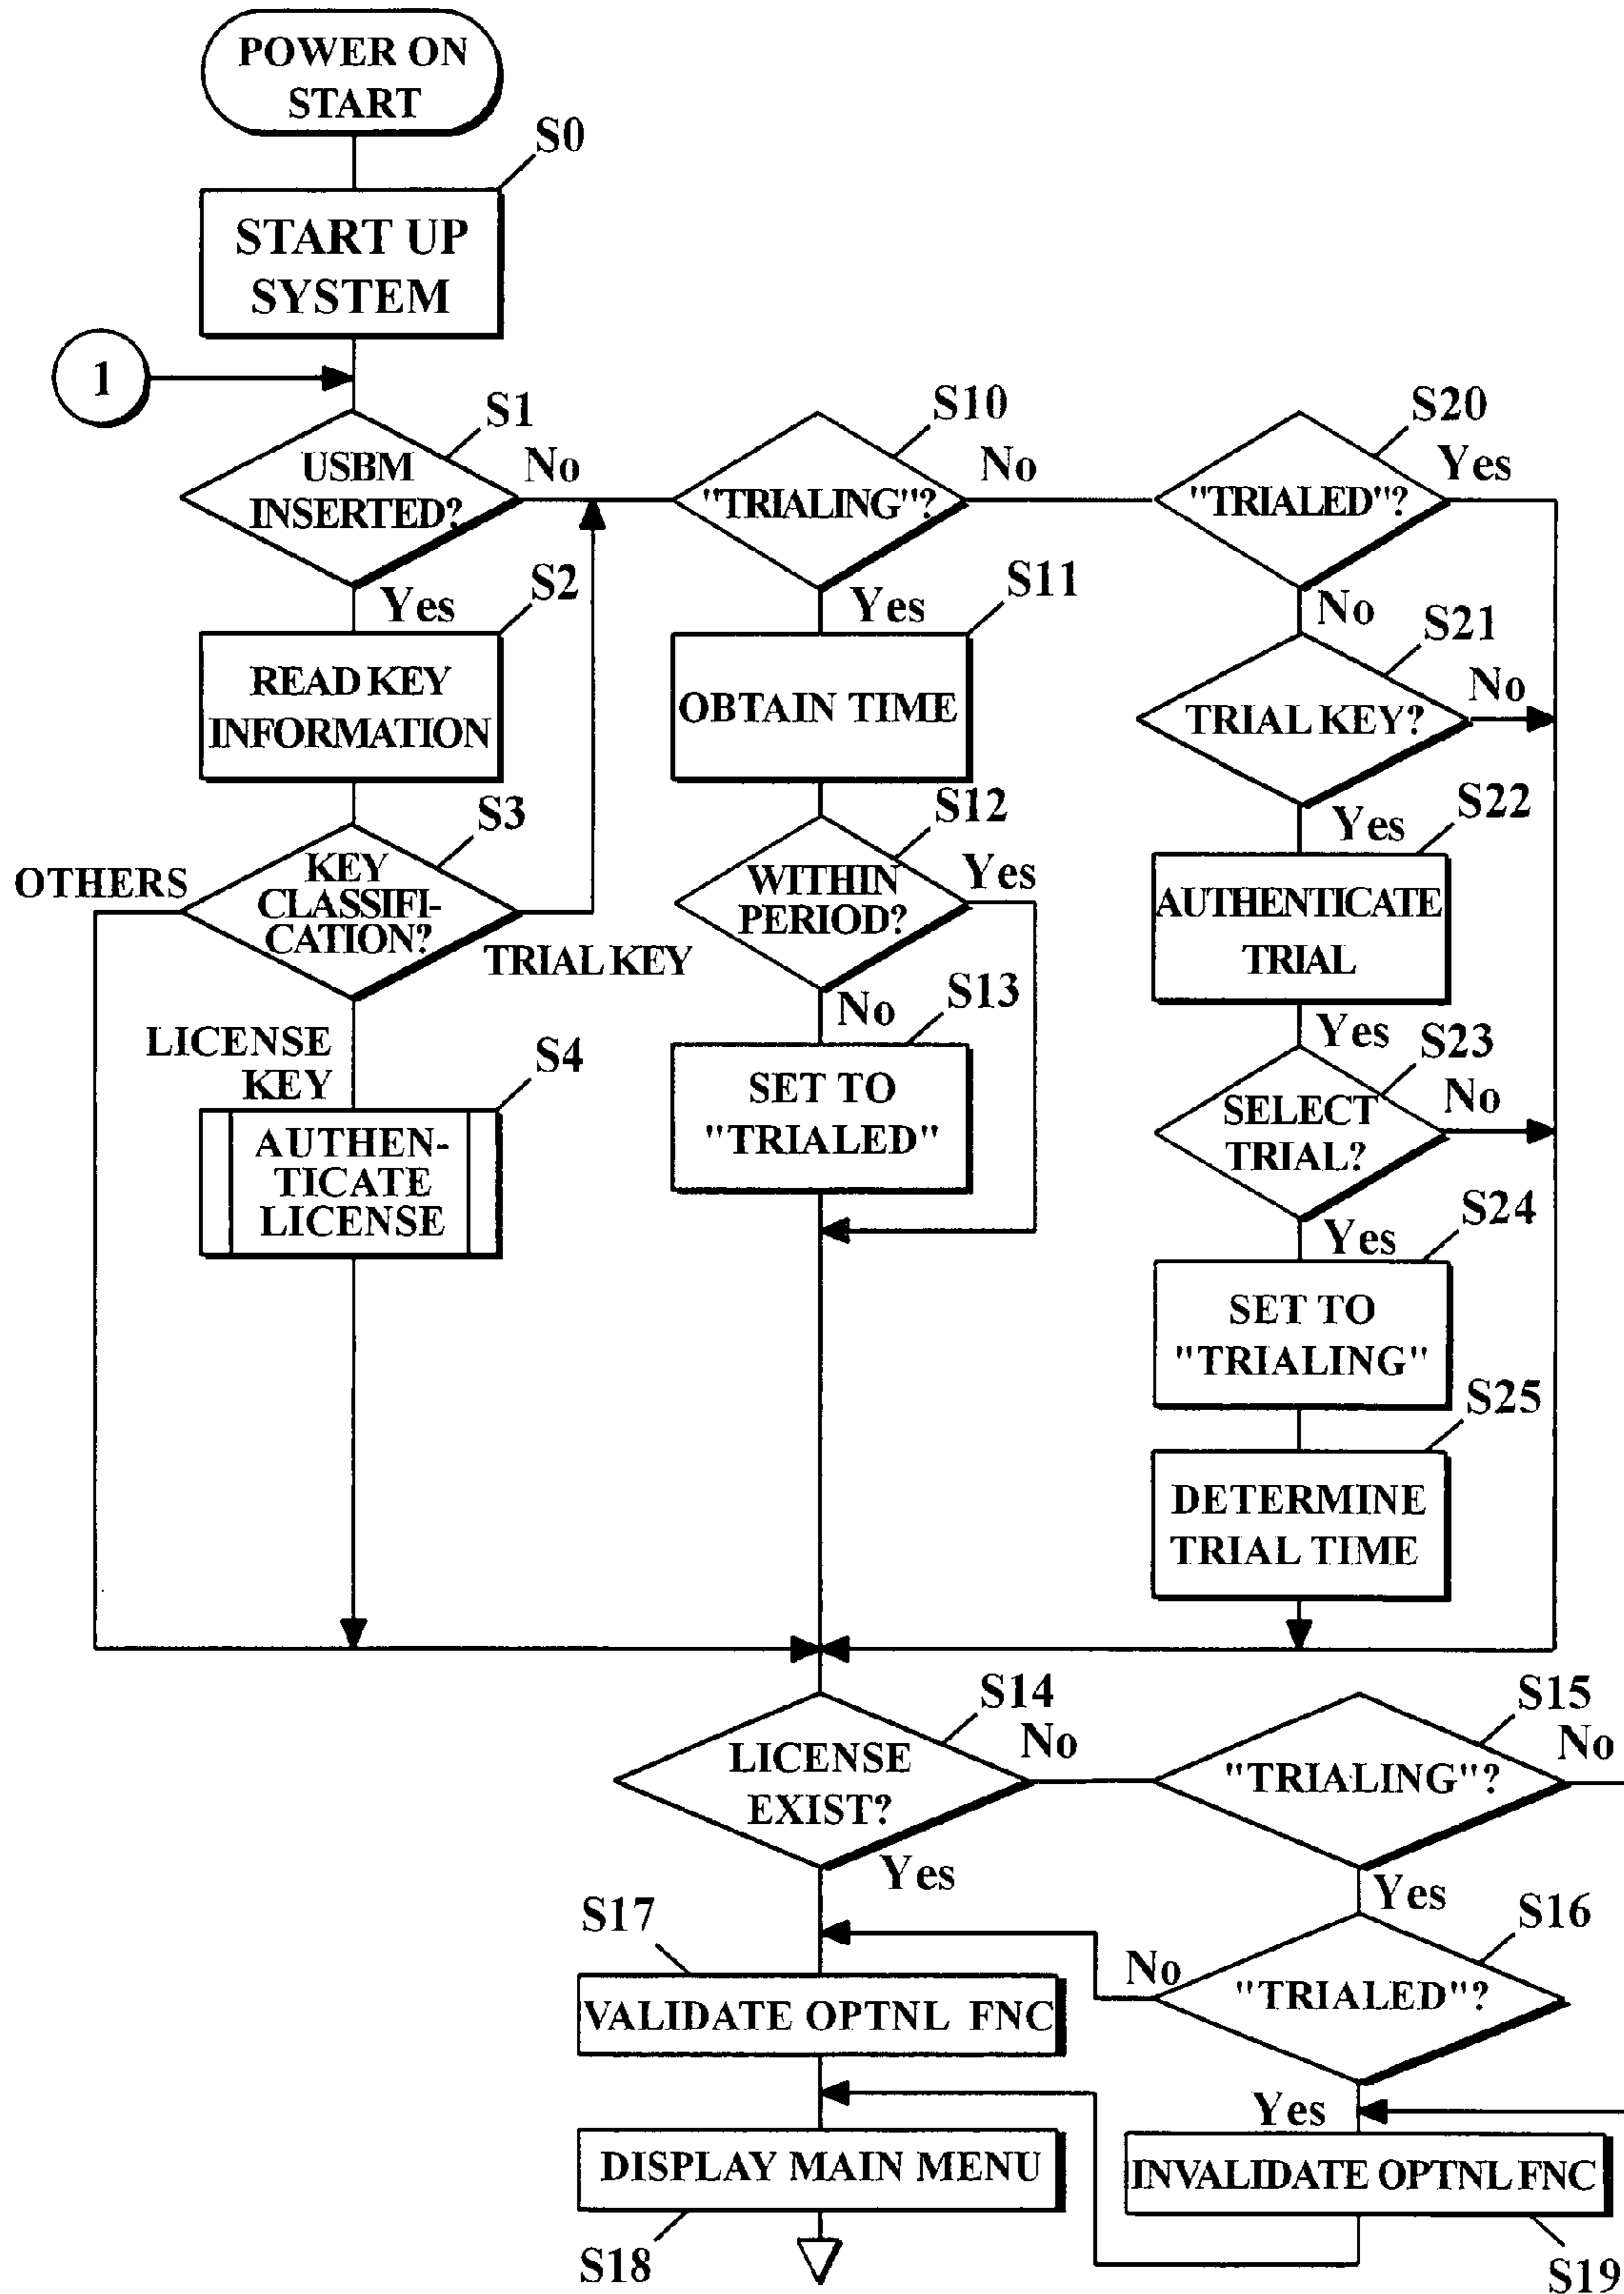 POWER ON
START
S0
START UP
SYSTEM
1
S1
USBM
INSERTED?
No
Yes
S2
READ KEY
INFORMATION
S3
KEY
CLASSIFI-
CATION?
OTHERS
TRIAL KEY
LICENSE
KEY
S4
AUTHEN-
TICATE
LICENSE
S10
"TRIALING"?
No
Yes
S11
OBTAIN TIME
S12
WITHIN
PERIOD?
Yes
No
S13
SET TO
"TRIALED"
S20
"TRIALED"?
Yes
No
S21
TRIAL KEY?
No
Yes
S22
AUTHENTICATE
TRIAL
Yes
S23
SELECT
TRIAL?
No
Yes
S24
SET TO
"TRIALING"
S25
DETERMINE
TRIAL TIME
S14
LICENSE
EXIST?
No
Yes
S15
"TRIALING"?
No
Yes
S16
"TRIALED"?
No
Yes
S17
VALIDATE OPTNL FNC
DISPLAY MAIN MENU
S18
INVALIDATE OPTNL FNC
S19